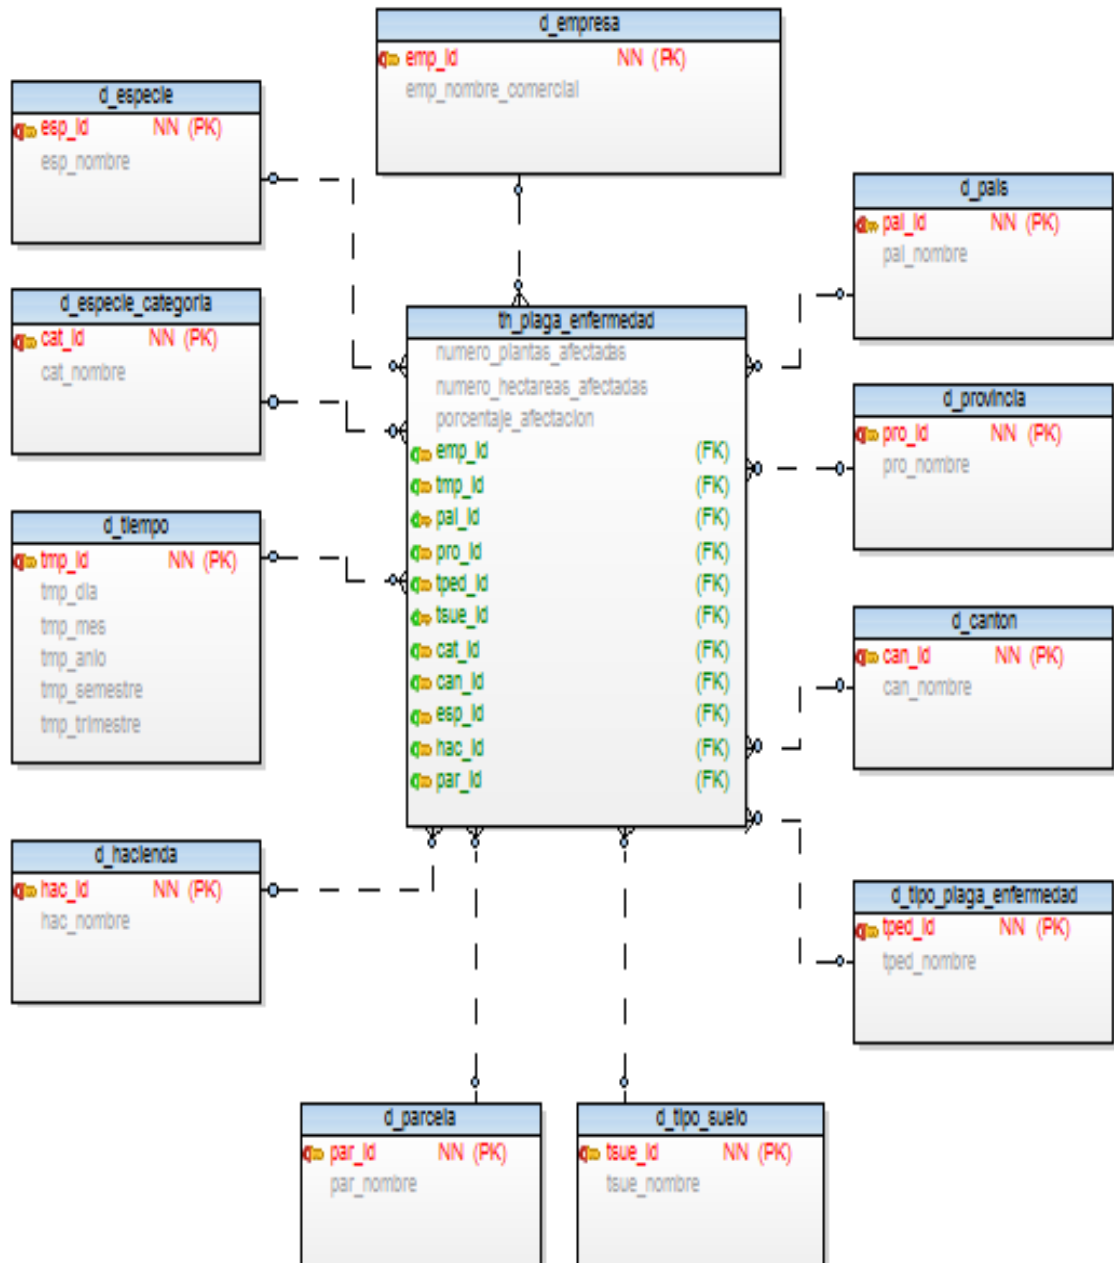 d_empresa
emp_id NN (PK)
emp_nombre_comercial
d_especie
esp_id NN (PK)
esp_nombre
d_pais
pai_id NN (PK)
pai_nombre
d_especie_categoria
cat_id NN (PK)
cat_nombre
th_plaga_enfermedad
numero_plantas_afectadas
numero_hectareas_afectadas
porcentaje_afectacion
emp_id (FK)
tmp_id (FK)
pai_id (FK)
pro_id (FK)
tped_id (FK)
tsue_id (FK)
cat_id (FK)
can_id (FK)
esp_id (FK)
hac_id (FK)
par_id (FK)
d_provincia
pro_id NN (PK)
pro_nombre
d_tiempo
tmp_id NN (PK)
tmp_dia
tmp_mes
tmp_anio
tmp_semestre
tmp_trimestre
d_canton
can_id NN (PK)
can_nombre
d_hacienda
hac_id NN (PK)
hac_nombre
d_tipo_plaga_enfermedad
tped_id NN (PK)
tped_nombre
d_parcela
par_id NN (PK)
par_nombre
d_tipo_suelo
tsue_id NN (PK)
tsue_nombre